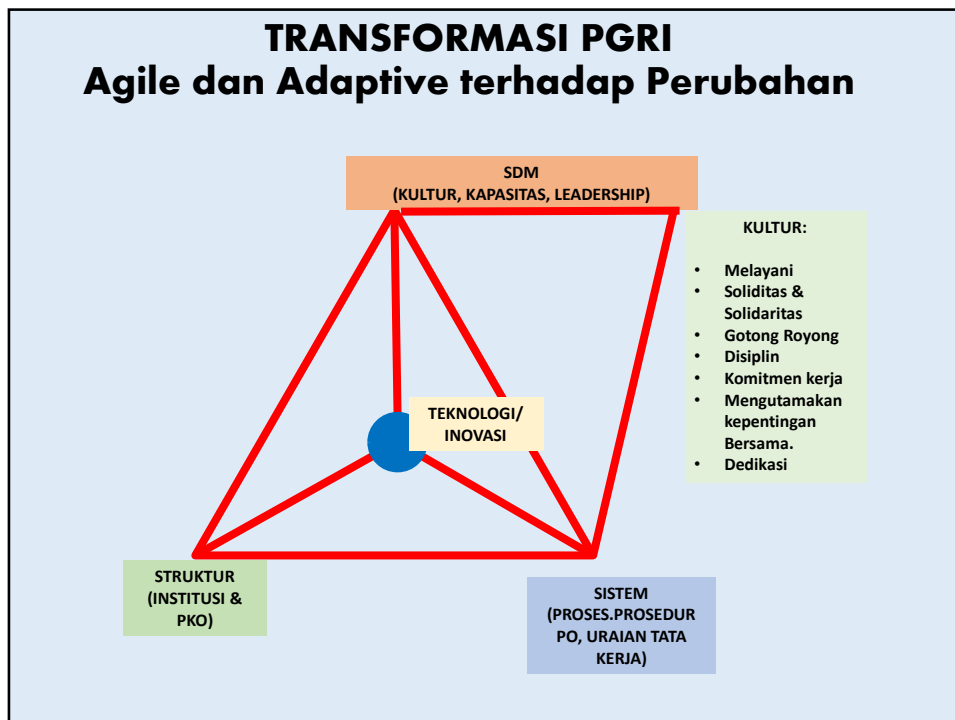 TRANSFORMASI PGRI
Agile dan Adaptive terhadap Perubahan
SDM
(KULTUR, KAPASITAS, LEADERSHIP)
KULTUR:
• Melayani
• Soliditas &
Solidaritas
• Gotong Royong
• Disiplin
• Komitmen kerja
• Mengutamakan
kepentingan
Bersama.
• Dedikasi
TEKNOLOGI/
INOVASI
STRUKTUR
(INSTITUSI &
PKO)
SISTEM
(PROSES.PROSEDUR
PO, URAIAN TATA
KERJA)